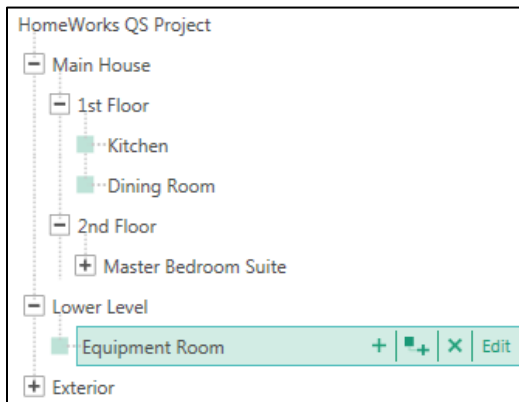 HomeWorks QS Project
Main House
1st Floor
Kitchen
Dining Room
2nd Floor
Master Bedroom Suite
Lower Level
Equipment Room Edit
Exterior